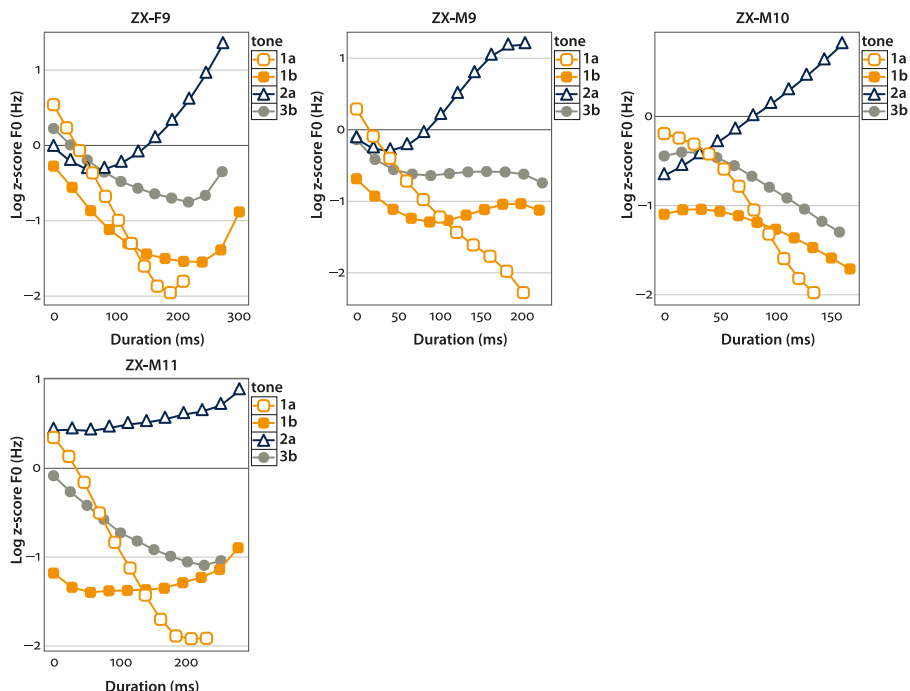 ZX-F9
tone
1a
1b
2a
3b
1
0
−1
−2
Log z-score F0 (Hz)
0
100
200
300
Duration (ms)
ZX-M9
tone
1a
1b
2a
3b
1
0
−1
−2
Log z-score F0 (Hz)
0
50
100
150
200
Duration (ms)
ZX-M10
tone
1a
1b
2a
3b
0
−1
−2
Log z-score F0 (Hz)
0
50
100
150
Duration (ms)
ZX-M11
tone
1a
1b
2a
3b
1
0
−1
−2
Log z-score F0 (Hz)
0
100
200
Duration (ms)